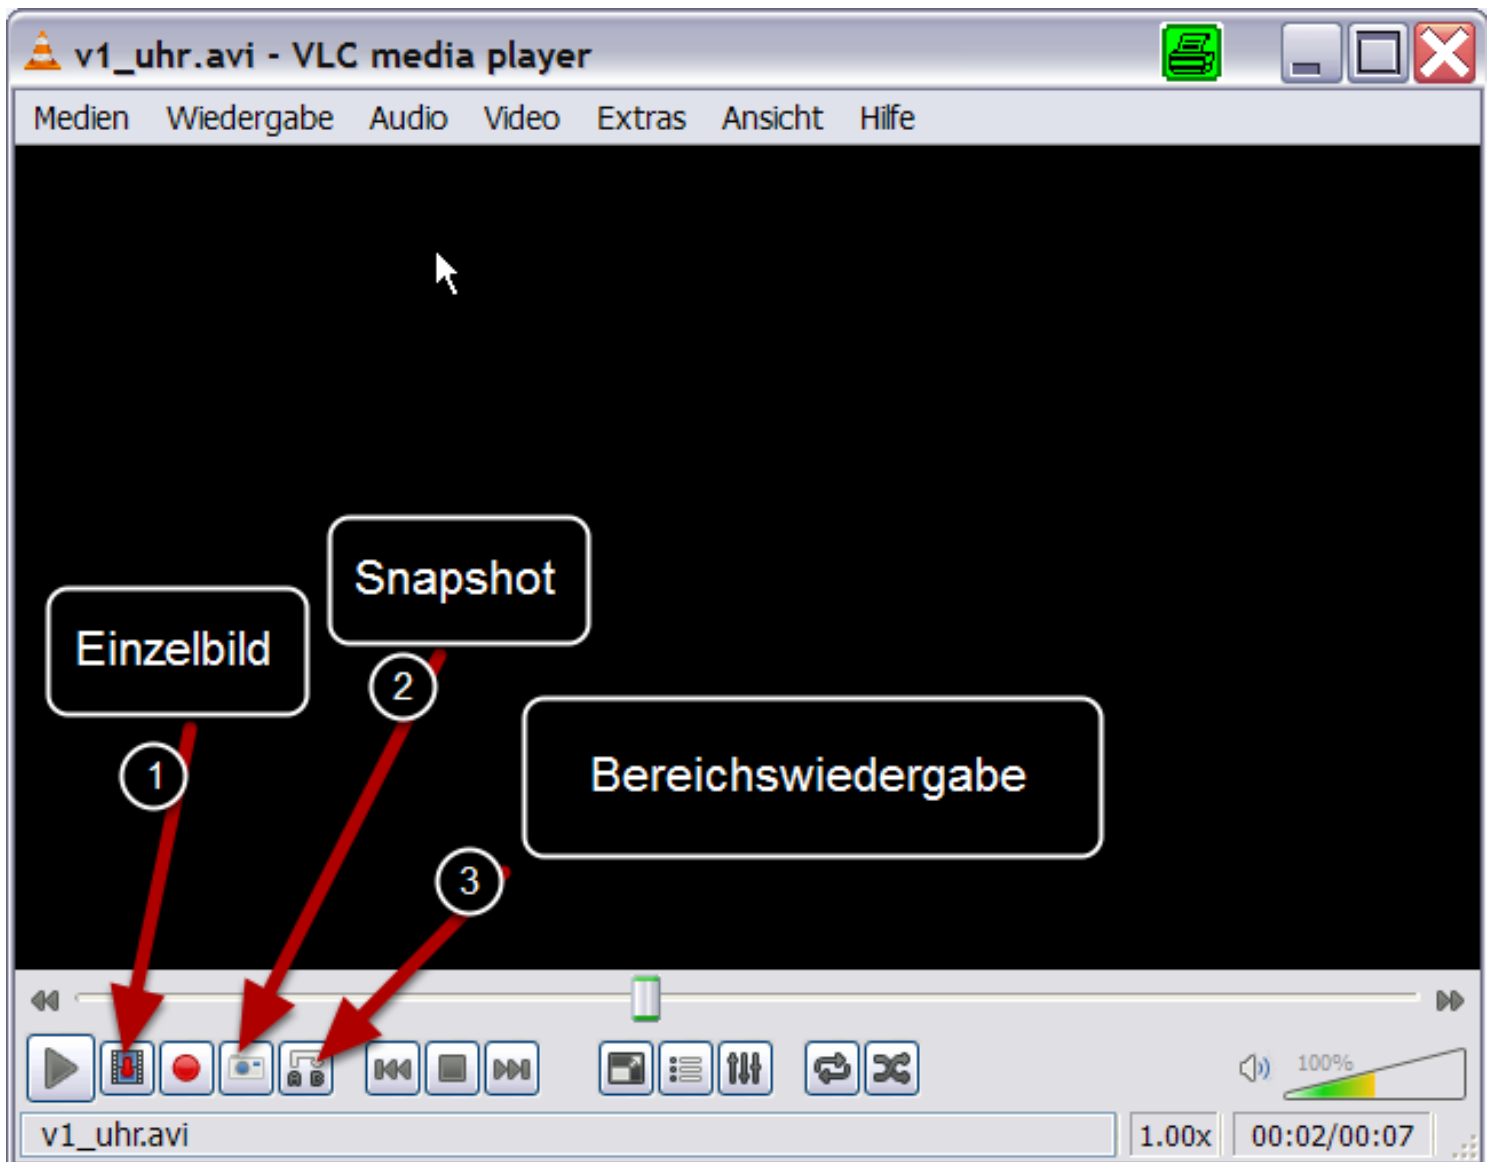 v1_uhr.avi - VLC media player
Medien Wiedergabe Audio Video Extras Ansicht Hilfe
Snapshot
Einzelbild
2
1
Bereichswiedergabe
3
A B
100%
v1_uhr.avi 1.00x 00:02/00:07